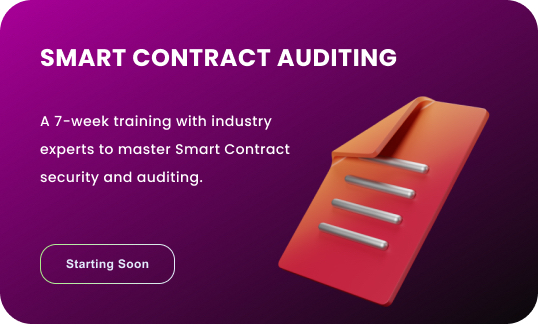 SMART CONTRACT AUDITING
A 7-week training with industry
experts to master Smart Contract
security and auditing.
Starting Soon